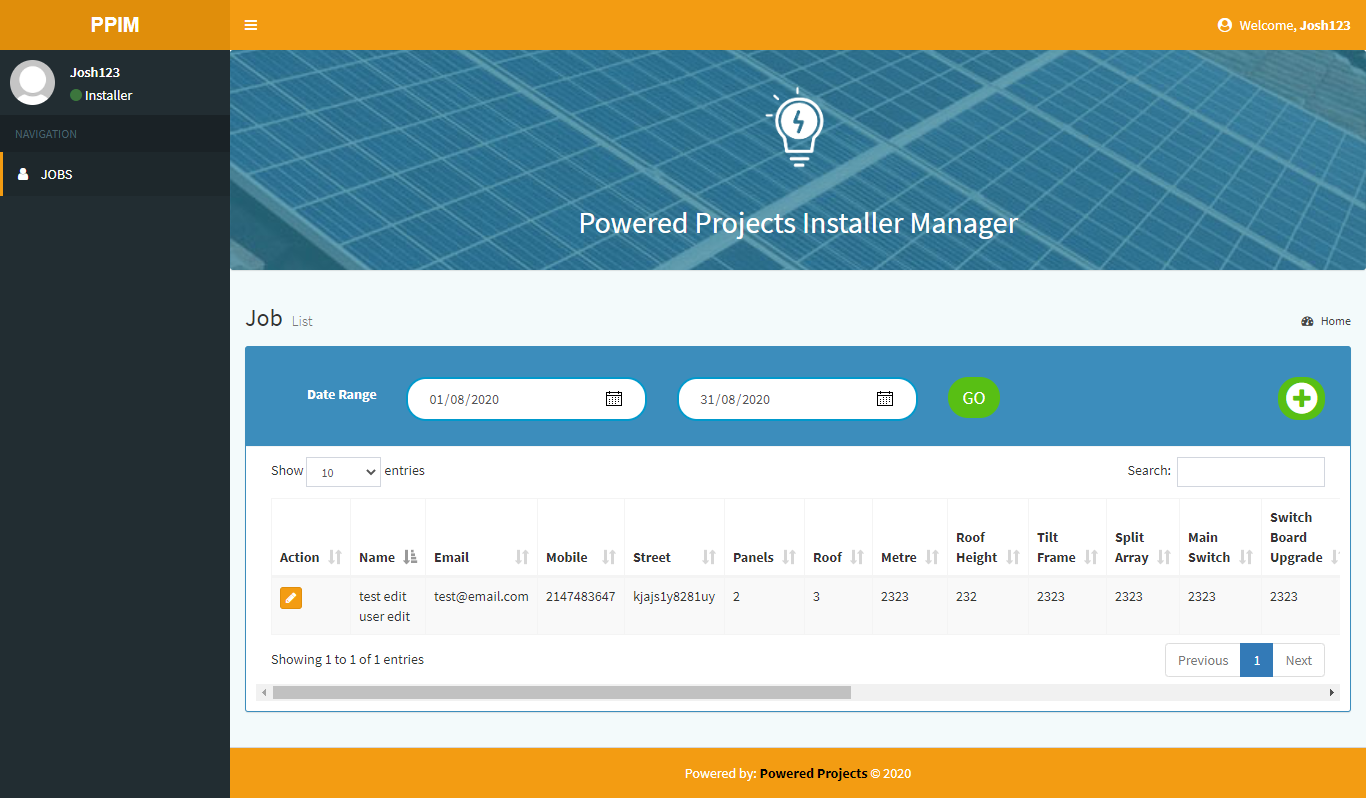 PPIM
Welcome, Josh123
Josh123
Installer
NAVIGATION
JOBS
Powered Projects Installer Manager
Job List
Home
Date Range 01/08/2020 31/08/2020 GO
Show 10 entries Search:
Action Name Email Mobile Street Panels Roof Metre Roof Height Tilt Frame Split Array Main Switch Switch Board Upgrade
test edit user edit test@email.com 2147483647 kjajs1y8281uy 2 3 2323 232 2323 2323 2323 2323
Showing 1 to 1 of 1 entries Previous 1 Next
Powered by: Powered Projects © 2020